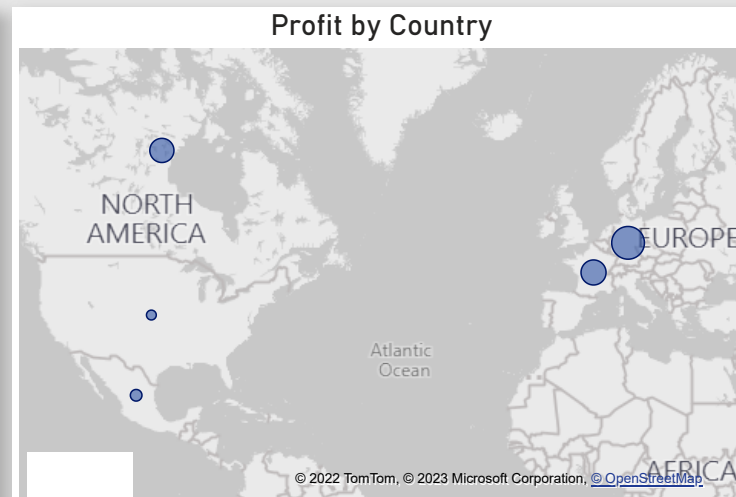 Profit by Country
NORTH
AMERICA
EUROPE
Atlantic
Ocean
AFRICA
© 2022 TomTom, © 2023 Microsoft Corporation, © OpenStreetMap